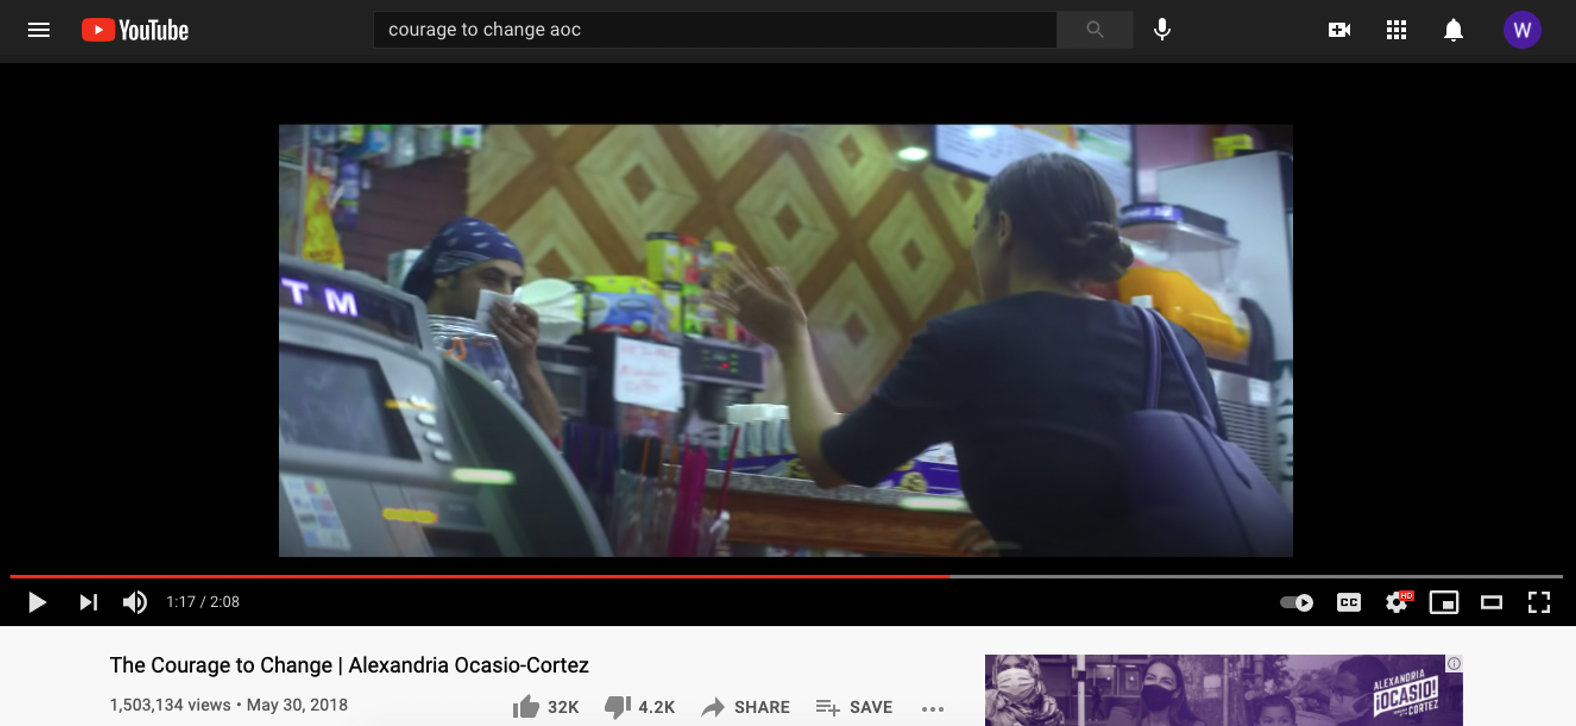 YouTube
courage to change aoc
W
T M
1:17 / 2:08
CC
HD
The Courage to Change | Alexandria Ocasio-Cortez
1,503,134 views • May 30, 2018
32K
4.2K
SHARE
SAVE
ALEXANDRIA
¡OCASIO!
CORTEZ